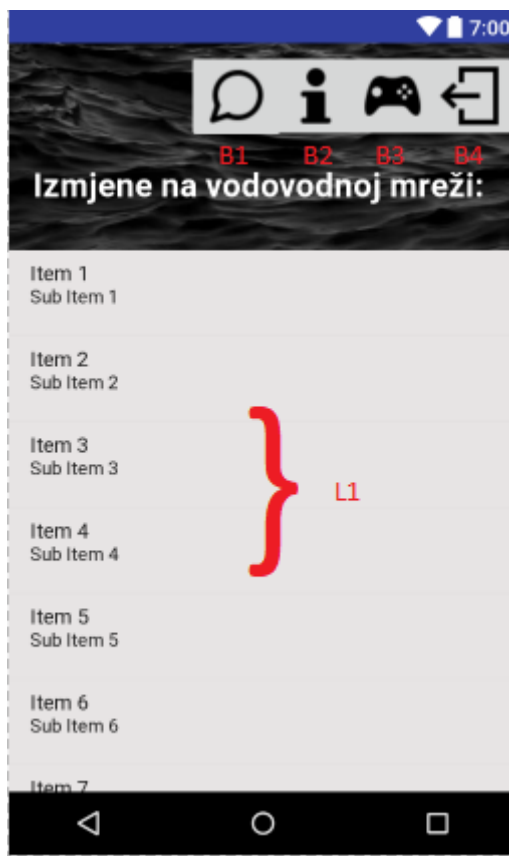 7:00
B1 B2 B3 B4
Izmjene na vodovodnoj mreži:
Item 1
Sub Item 1
Item 2
Sub Item 2
Item 3
Sub Item 3
L1
Item 4
Sub Item 4
Item 5
Sub Item 5
Item 6
Sub Item 6
Item 7